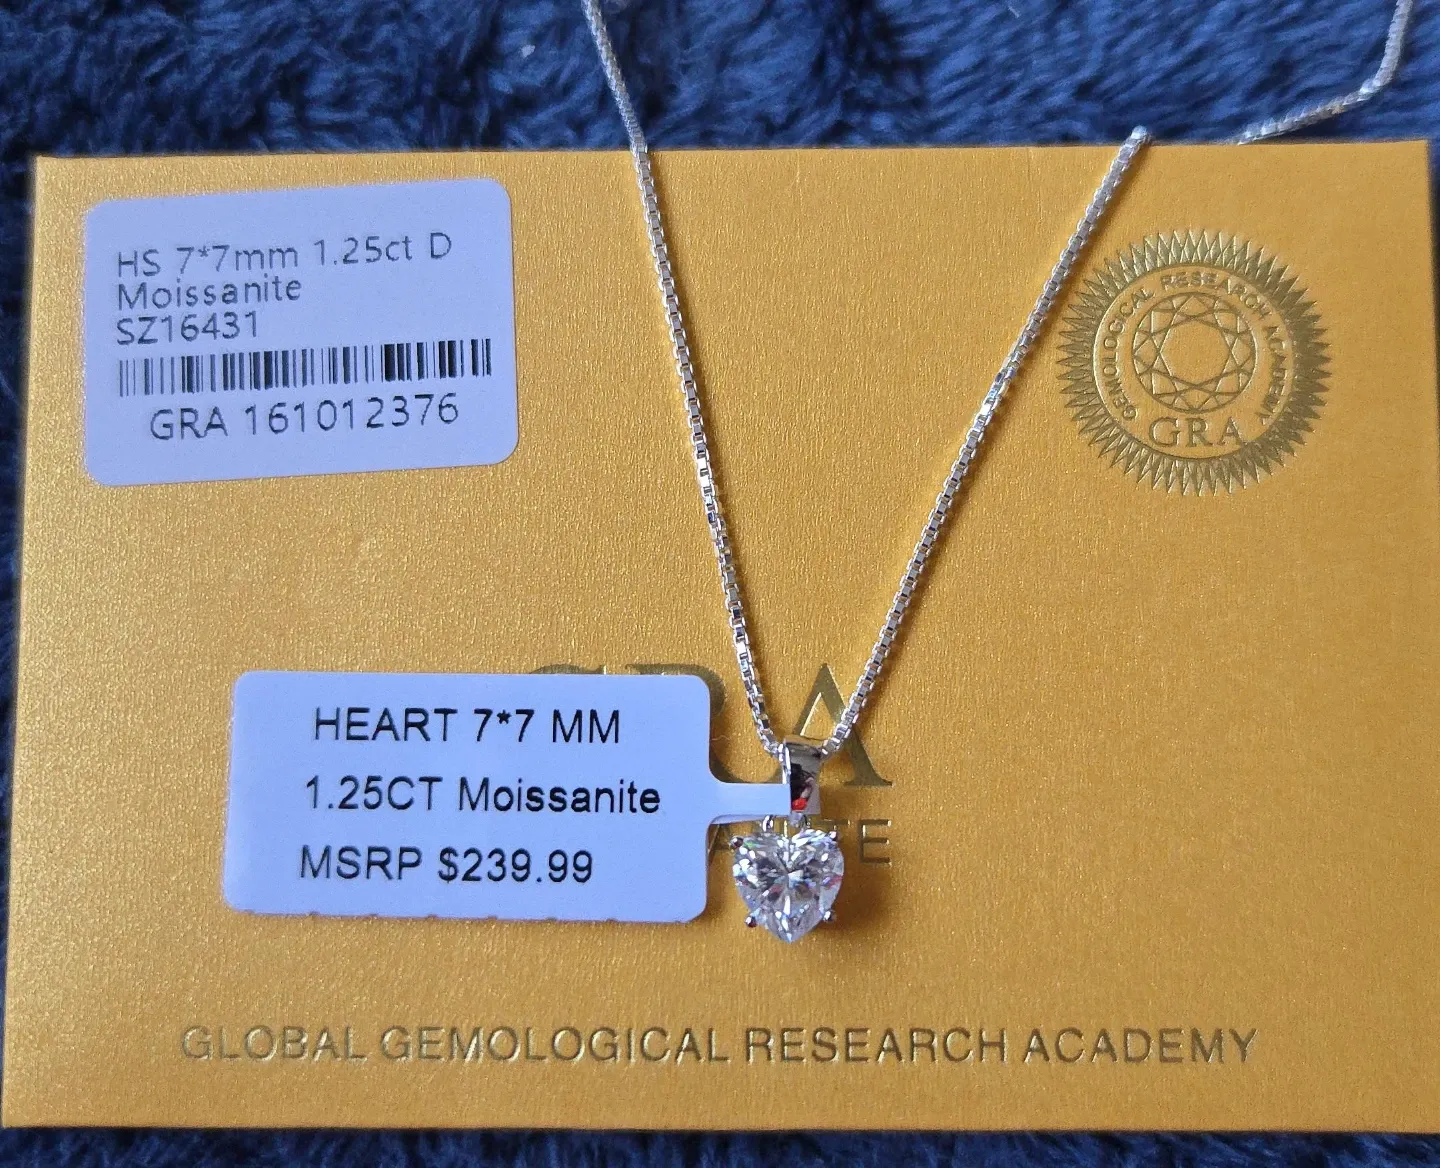 HS 7*7mm 1.25ct D
Moissanite
SZ16431
GRA 161012376
GEMOLOGICAL RESEARCH ACADEMY
GRA
GRA
HEART 7*7 MM
1.25CT Moissanite
MSRP $239.99
GLOBAL GEMOLOGICAL RESEARCH ACADEMY